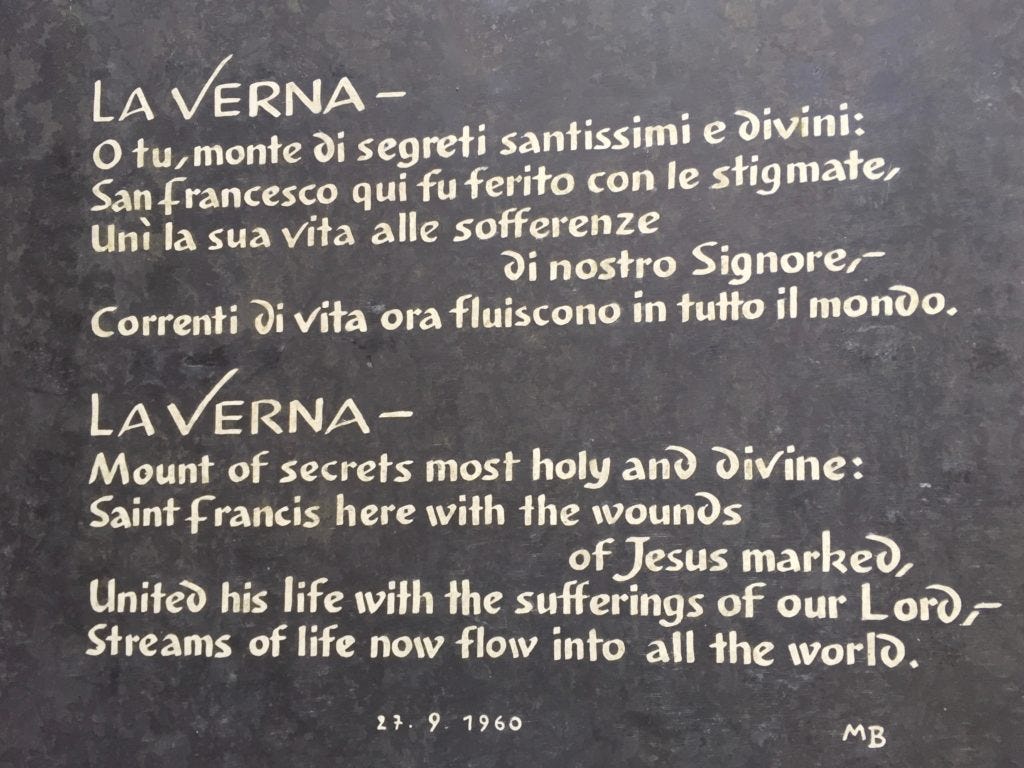 LA VERNA –
O tu, monte di segreti santissimi e divini:
San Francesco qui fu ferito con le stigmate,
Unì la sua vita alle sofferenze
di nostro Signore,–
Correnti di vita ora fluiscono in tutto il mondo.
LA VERNA –
Mount of secrets most holy and divine:
Saint Francis here with the wounds
of Jesus marked,
United his life with the sufferings of our Lord,–
Streams of life now flow into all the world.
27. 9. 1960
MB